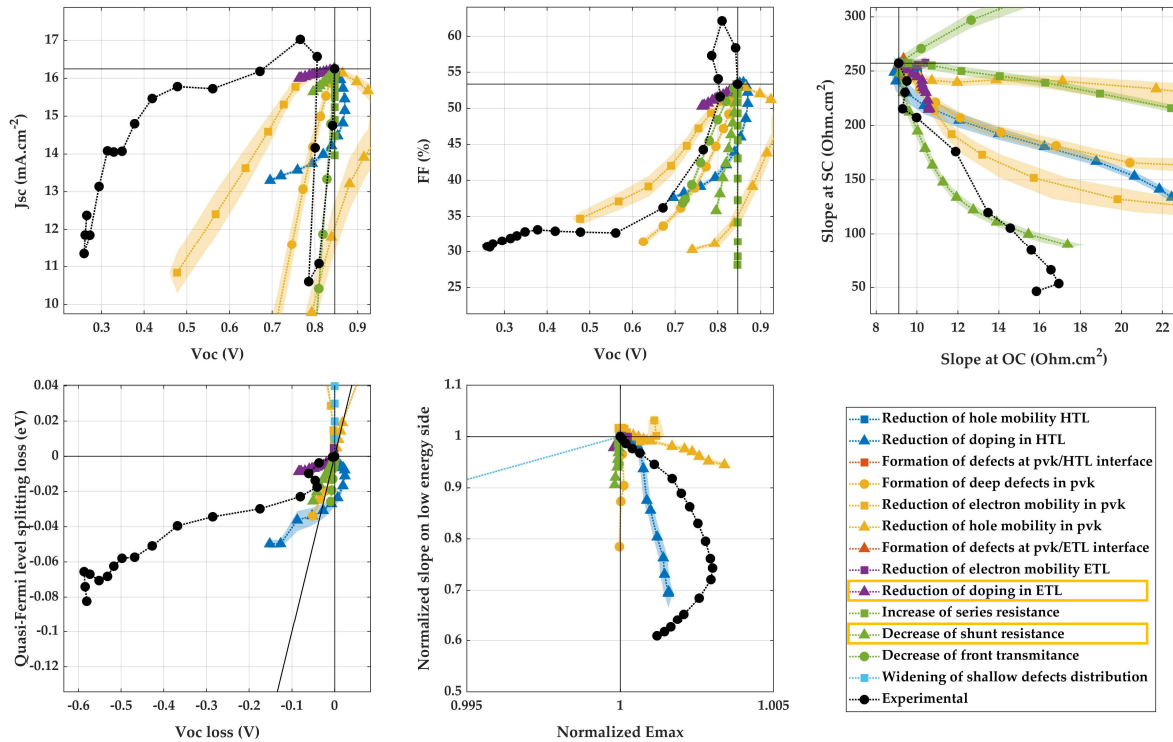 17
16
15
14
13
12
11
10
Jsc (mA.cm-2)
0.3 0.4 0.5 0.6 0.7 0.8 0.9
Voc (V)
65
60
55
50
45
40
35
30
25
FF (%)
0.3 0.4 0.5 0.6 0.7 0.8 0.9
Voc (V)
300
250
200
150
100
50
Slope at SC (Ohm.cm2)
8 10 12 14 16 18 20 22
Slope at OC (Ohm.cm2)
0.04
0.02
0
-0.02
-0.04
-0.06
-0.08
-0.1
-0.12
Quasi-Fermi level splitting loss (eV)
-0.6 -0.5 -0.4 -0.3 -0.2 -0.1 0
Voc loss (V)
1.1
1
0.9
0.8
0.7
0.6
0.5
Normalized slope on low energy side
0.995 1 1.005
Normalized Emax
Reduction of hole mobility HTL
Reduction of doping in HTL
Formation of defects at pvk/HTL interface
Formation of deep defects in pvk
Reduction of electron mobility in pvk
Reduction of hole mobility in pvk
Formation of defects at pvk/ETL interface
Reduction of electron mobility ETL
Reduction of doping in ETL
Increase of series resistance
Decrease of shunt resistance
Decrease of front transmitance
Widening of shallow defects distribution
Experimental